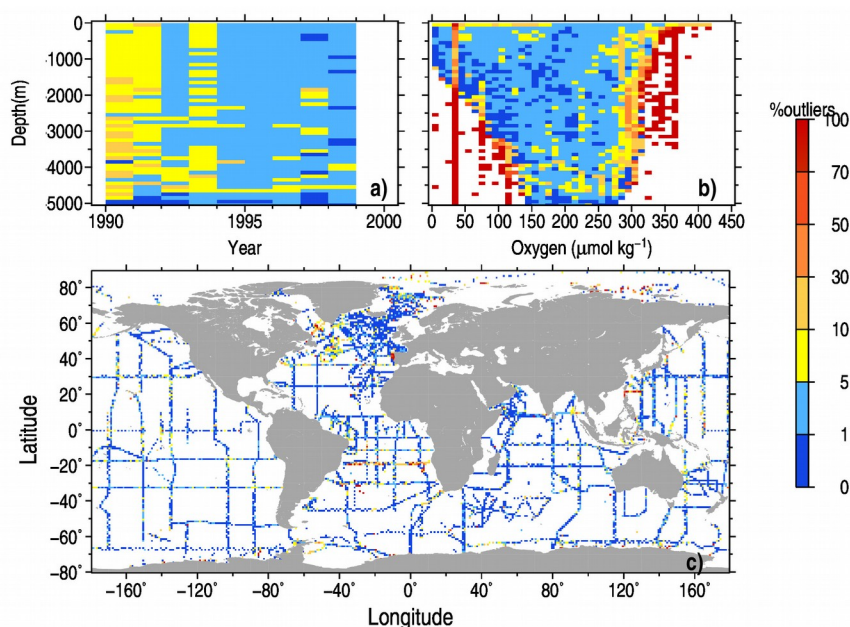 0
-1000
-2000
-3000
-4000
-5000
Depth(m)
1990 1995 2000
Year
a)
0 50 100 150 200 250 300 350 400 450
Oxygen (μmol kg⁻¹)
b)
%outliers
100
70
50
30
10
5
1
0
80°
60°
40°
20°
0°
−20°
−40°
−60°
−80°
Latitude
−160° −120° −80° −40° 0° 40° 80° 120° 160°
Longitude
c)